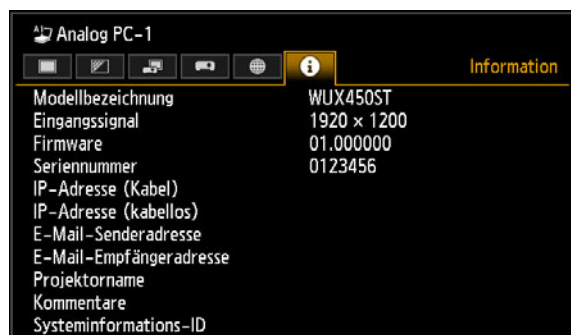 Analog PC-1
Information
Modellbezeichnung WUX450ST
Eingangssignal 1920 × 1200
Firmware 01.000000
Seriennummer 0123456
IP-Adresse (Kabel)
IP-Adresse (kabellos)
E-Mail-Senderadresse
E-Mail-Empfängeradresse
Projektorname
Kommentare
Systeminformations-ID